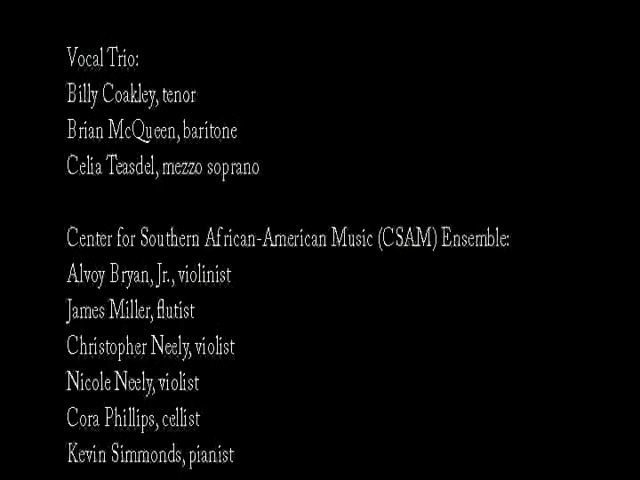 Vocal Trio:
Billy Coakley, tenor
Brian McQueen, baritone
Celia Teasdel, mezzo soprano
Center for Southern African-American Music (CSAM) Ensemble:
Alvoy Bryan, Jr., violinist
James Miller, flutist
Christopher Neely, violist
Nicole Neely, violist
Cora Phillips, cellist
Kevin Simmonds, pianist